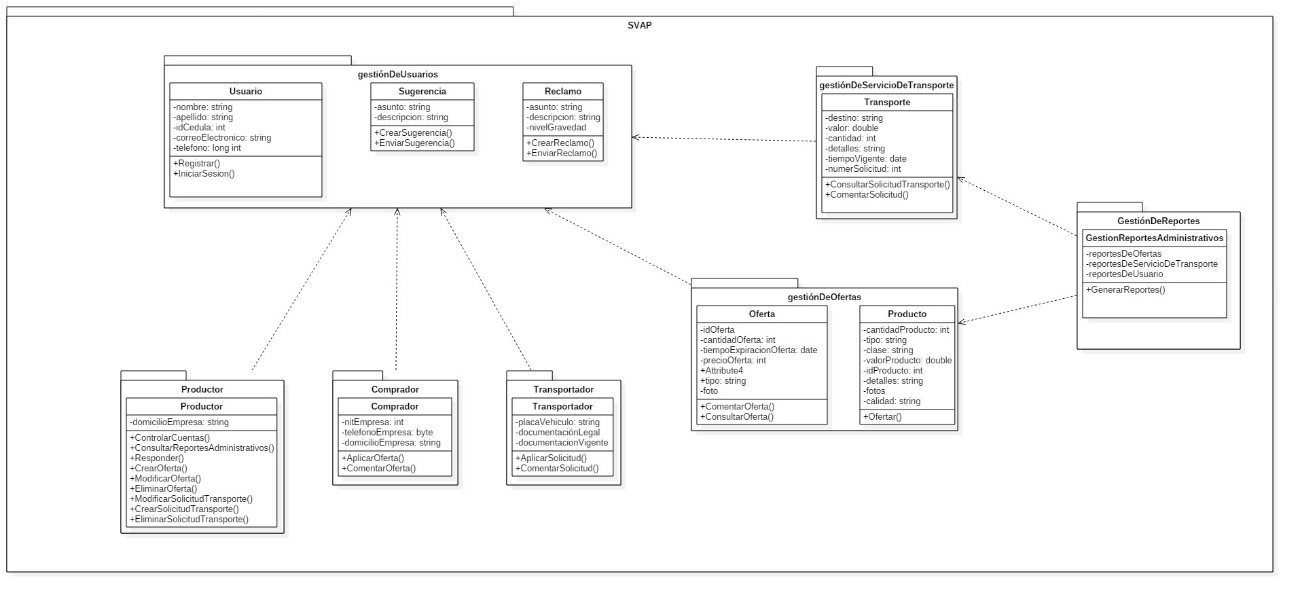 SVAP
gestiónDeUsuarios
Usuario
-nombre: string
-apellido: string
-idCedula: int
-correoElectronico: string
-telefono: long int
+Registrar()
+IniciarSesion()
Sugerencia
-asunto: string
-descripcion: string
+CrearSugerencia()
+EnviarSugerencia()
Reclamo
-asunto: string
-descripcion: string
-nivelGravedad
+CrearReclamo()
+EnviarReclamo()
gestiónDeServicioDeTransporte
Transporte
-destino: string
-valor: double
-cantidad: int
-detalles: string
-tiempoVigente: date
-numerSolicitud: int
+ConsultarSolicitudTransporte()
+ComentarSolicitud()
GestiónDeReportes
GestionReportesAdministrativos
-reportesDeOfertas
-reportesDeServicioDeTransporte
-reportesDeUsuario
+GenerarReportes()
gestiónDeOfertas
Oferta
-idOferta
-cantidadOferta: int
-tiempoExpiracionOferta: date
-precioOferta: int
+Attribute4
+tipo: string
-foto
+ComentarOferta()
+ConsultarOferta()
Producto
-cantidadProducto: int
-tipo: string
-clase: string
-valorProducto: double
-idProducto: int
-detalles: string
-fotos
-calidad: string
+Ofertar()
Productor
Productor
-domicilioEmpresa: string
+ControlarCuentas()
+ConsultarReportesAdministrativos()
+Responder()
+CrearOferta()
+ModificarOferta()
+EliminarOferta()
+ModificarSolicitudTransporte()
+CrearSolicitudTransporte()
+EliminarSolicitudTransporte()
Comprador
Comprador
-nitEmpresa: int
-telefonoEmpresa: byte
-domicilioEmpresa: string
+AplicarOferta()
+ComentarOferta()
Transportador
Transportador
-placaVehiculo: string
-documentaciónLegal
-documentacionVigente
+AplicarSolicitud()
+ComentarSolicitud()